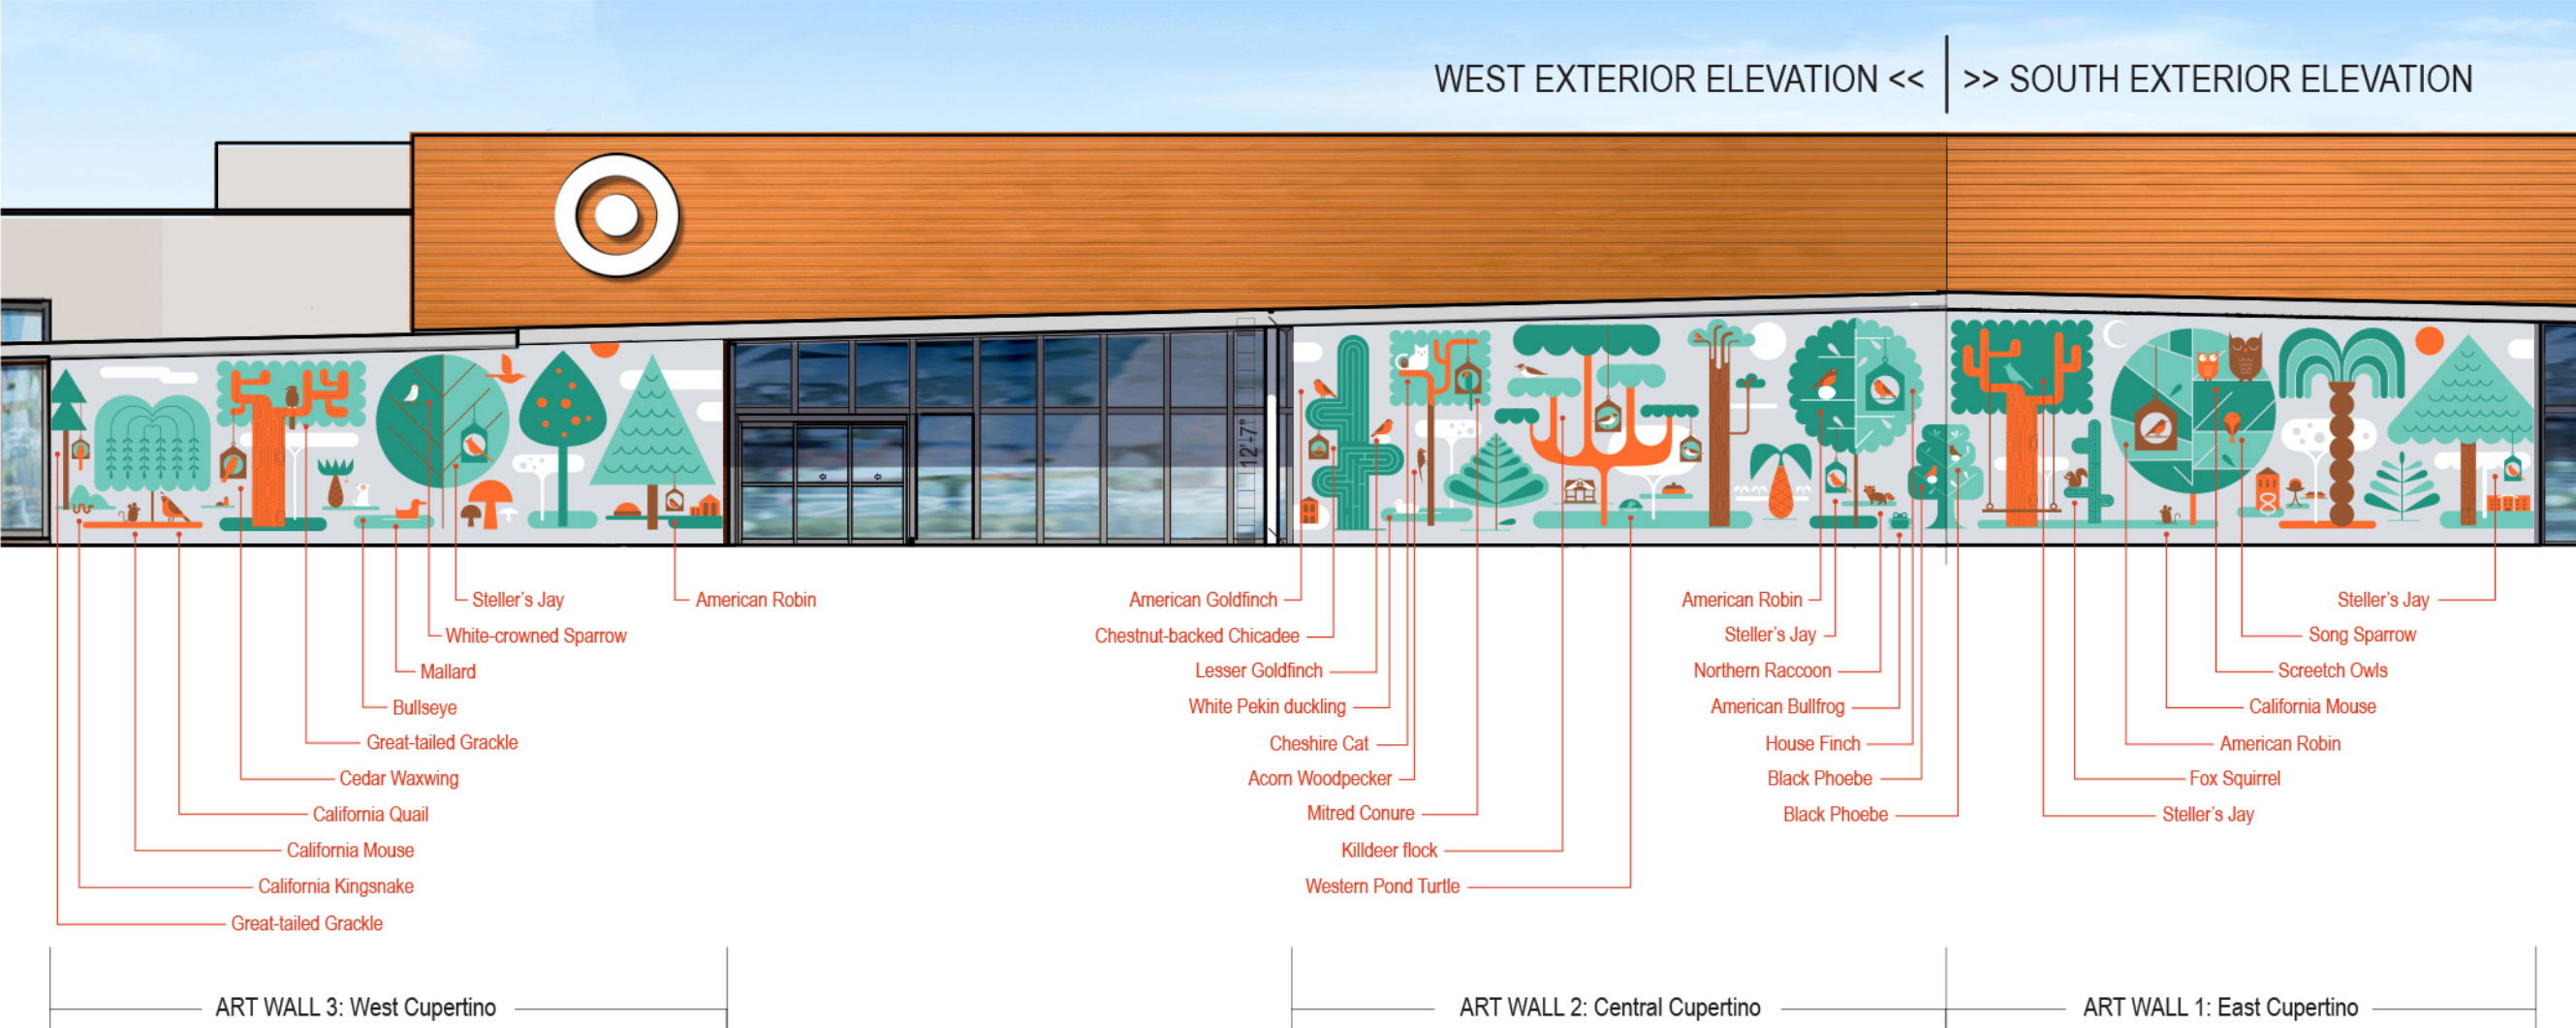 WEST EXTERIOR ELEVATION << >> SOUTH EXTERIOR ELEVATION
12'-7"
Steller's Jay
White-crowned Sparrow
Mallard
Bullseye
Great-tailed Grackle
Cedar Waxwing
California Quail
California Mouse
California Kingsnake
Great-tailed Grackle
American Robin
American Goldfinch
Chestnut-backed Chicadee
Lesser Goldfinch
White Pekin duckling
Cheshire Cat
Acorn Woodpecker
Mitred Conure
Killdeer flock
Western Pond Turtle
American Robin
Steller's Jay
Northern Raccoon
American Bullfrog
House Finch
Black Phoebe
Black Phoebe
Steller's Jay
Song Sparrow
Screetch Owls
California Mouse
American Robin
Fox Squirrel
Steller's Jay
ART WALL 3: West Cupertino
ART WALL 2: Central Cupertino
ART WALL 1: East Cupertino